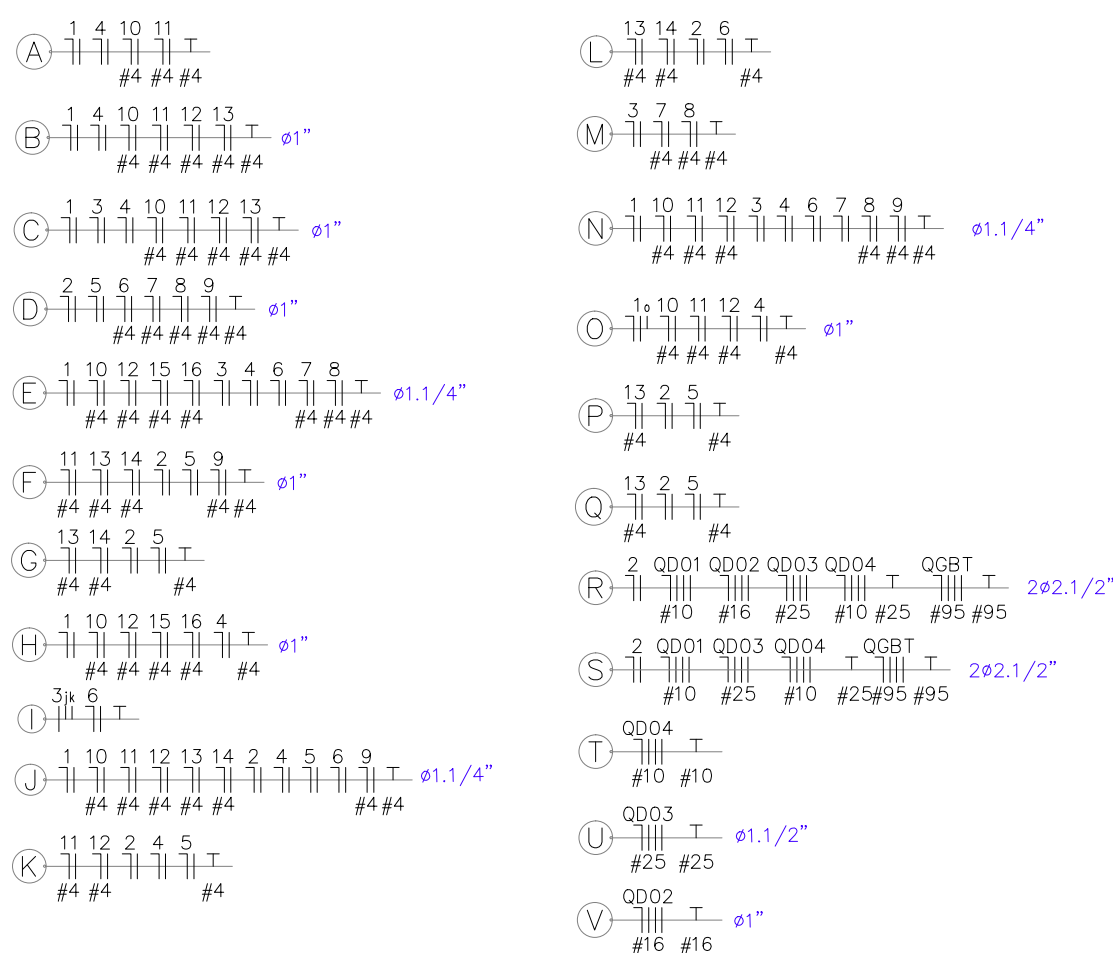 1 4 10 11
A
#4 #4 #4
1 4 10 11 12 13
B ø1"
#4 #4 #4 #4 #4
1 3 4 10 11 12 13
C ø1"
#4 #4 #4 #4 #4
2 5 6 7 8 9
D ø1"
#4 #4 #4 #4 #4
1 10 12 15 16 3 4 6 7 8
E ø1.1/4"
#4 #4 #4 #4 #4 #4 #4
11 13 14 2 5 9
F ø1"
#4 #4 #4 #4 #4
13 14 2 5
G
#4 #4 #4
1 10 12 15 16 4
H ø1"
#4 #4 #4 #4 #4
3jk 6
I
1 10 11 12 13 14 2 4 5 6 9
J ø1.1/4"
#4 #4 #4 #4 #4 #4 #4
11 12 2 4 5
K
#4 #4 #4
13 14 2 6
L
#4 #4 #4
3 7 8
M
#4 #4 #4
1 10 11 12 3 4 6 7 8 9
N ø1.1/4"
#4 #4 #4 #4 #4 #4
1o 10 11 12 4
O ø1"
#4 #4 #4 #4
13 2 5
P
#4 #4
13 2 5
Q
#4 #4
2 QD01 QD02 QD03 QD04 QGBT
R 2ø2.1/2"
#10 #16 #25 #10 #25 #95 #95
2 QD01 QD03 QD04 QGBT
S 2ø2.1/2"
#10 #25 #10 #25 #95 #95
QD04
T
#10 #10
QD03
U ø1.1/2"
#25 #25
QD02
V ø1"
#16 #16